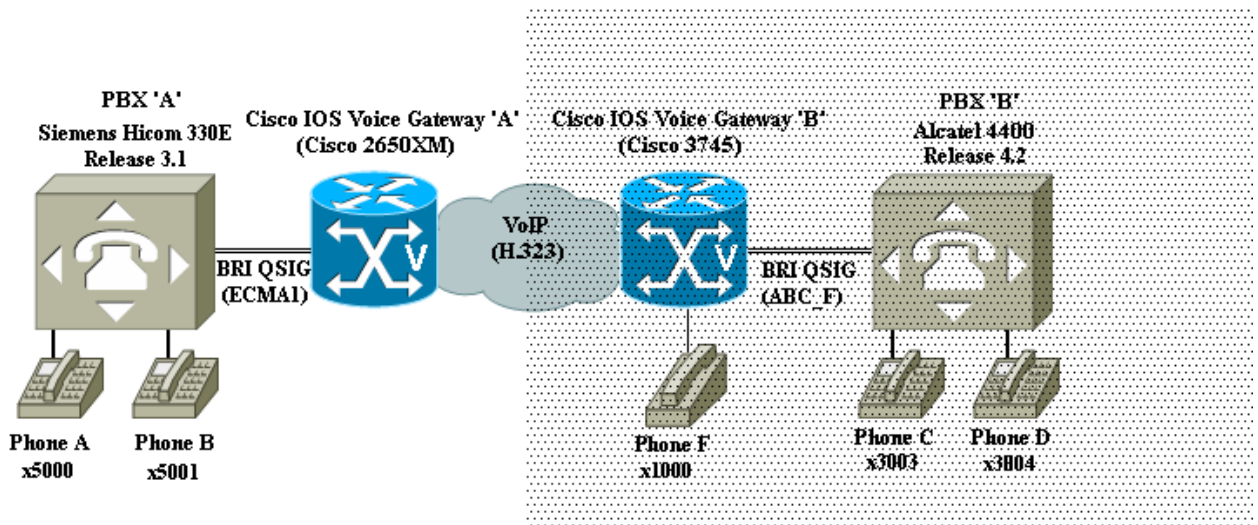 PBX 'A'
Siemens Hicom 330E
Release 3.1
Cisco IOS Voice Gateway 'A'
(Cisco 2650XM)
Cisco IOS Voice Gateway 'B'
(Cisco 3745)
PBX 'B'
Alcatel 4400
Release 4.2
BRI QSIG
(ECMA1)
V
VoIP
(H.323)
V
BRI QSIG
(ABC_F)
Phone A
x5000
Phone B
x5001
Phone F
x1000
Phone C
x3003
Phone D
x3004